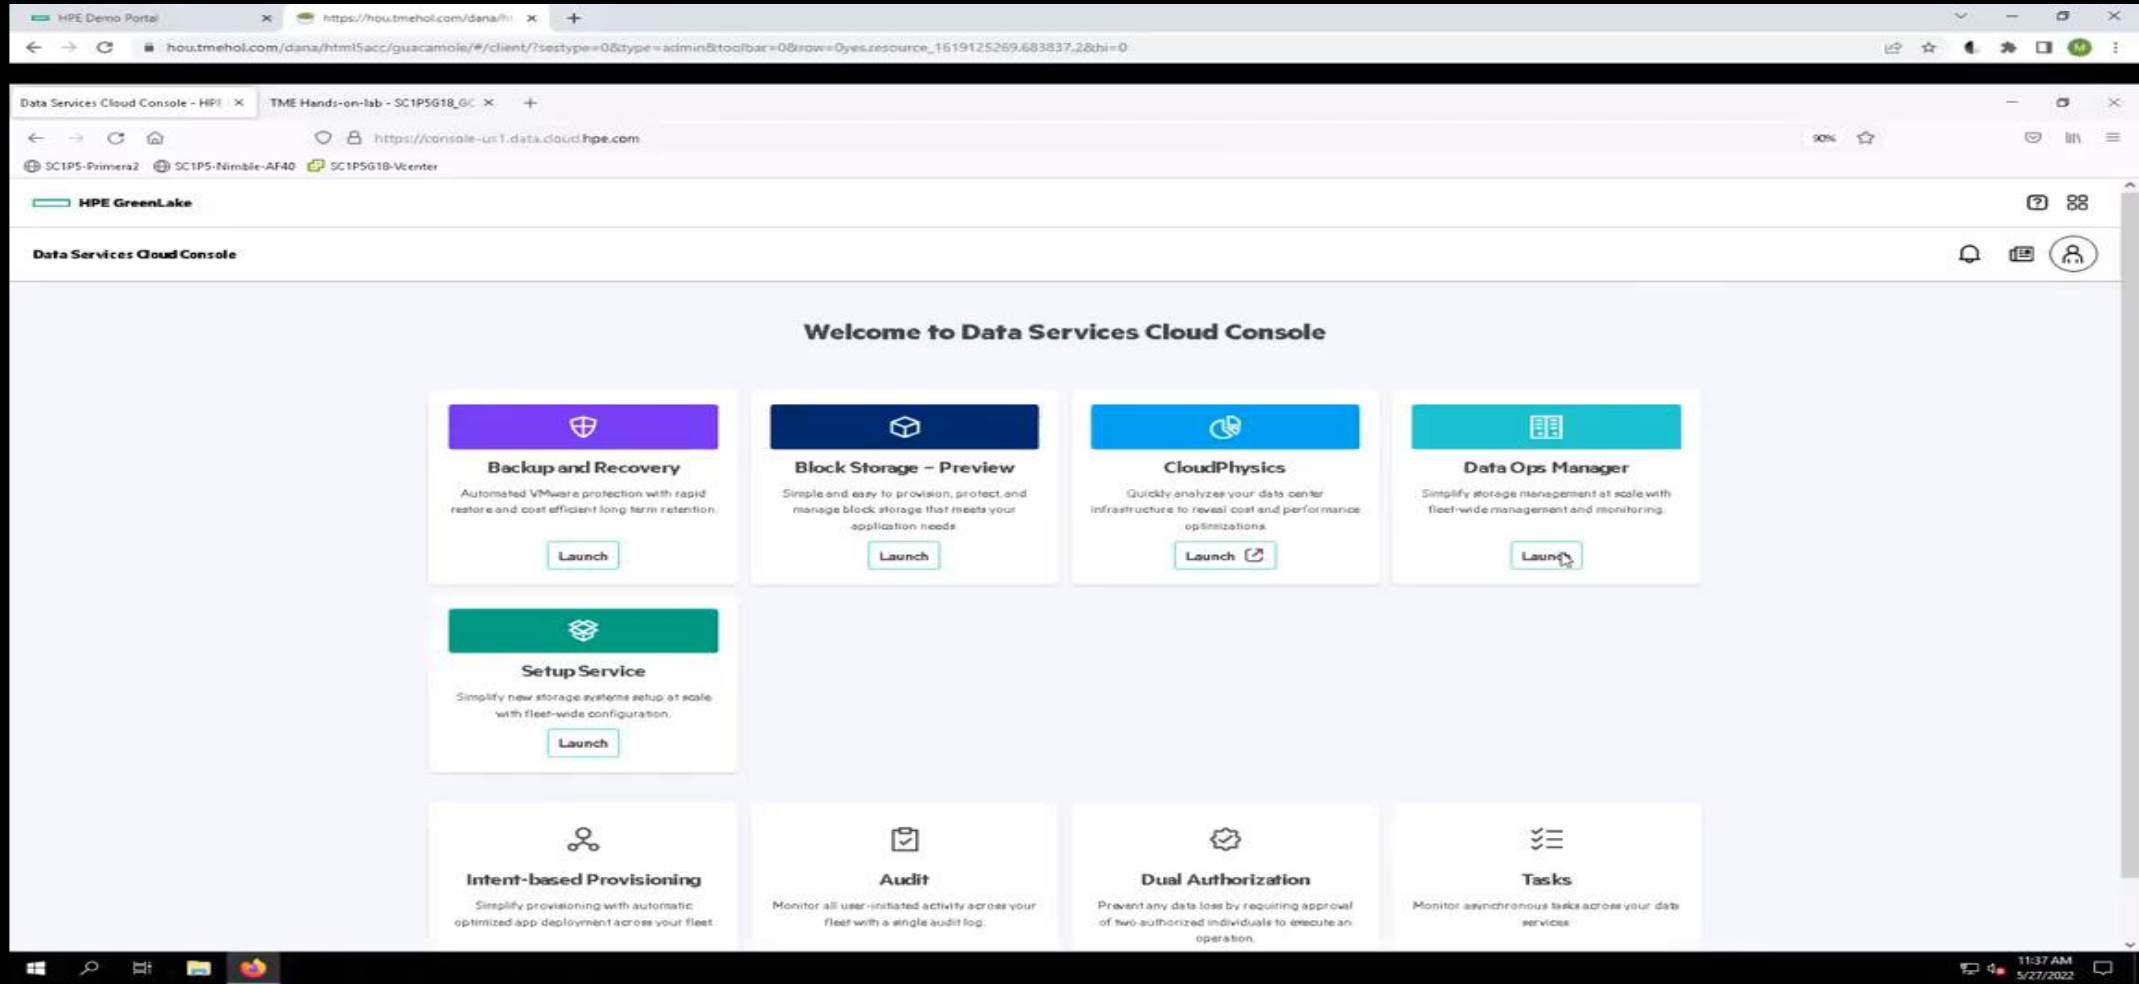 HPE Demo Portal
https://hou.tmehol.com/dana/h
hou.tmehol.com/dana/html5acc/guacamole/#/client/?sestype=0&type=admin&toolbar=0&row=0yes.resource_1619125269.683837.2&hi=0
M
Data Services Cloud Console - HPE
TME Hands-on-lab - SC1P5G18_GC
https://console-us1.data.cloud.hpe.com
90%
SC1P5-Primera2 SC1P5-Nimble-AF40 SC1P5G18-Vcenter
HPE GreenLake
Data Services Cloud Console
Welcome to Data Services Cloud Console
Backup and Recovery
Automated VMware protection with rapid
restore and cost efficient long term retention.
Launch
Block Storage – Preview
Simple and easy to provision, protect, and
manage block storage that meets your
application needs
Launch
CloudPhysics
Quickly analyzes your data center
infrastructure to reveal cost and performance
optimizations.
Launch
Data Ops Manager
Simplify storage management at scale with
fleet-wide management and monitoring.
Launch
Setup Service
Simplify new storage systems setup at scale
with fleet-wide configuration.
Launch
Intent-based Provisioning
Simplify provisioning with automatic
optimized app deployment across your fleet
Audit
Monitor all user-initiated activity across your
fleet with a single audit log.
Dual Authorization
Prevent any data loss by requiring approval
of two authorized individuals to execute an
operation.
Tasks
Monitor asynchronous tasks across your data
services
11:37 AM
5/27/2022